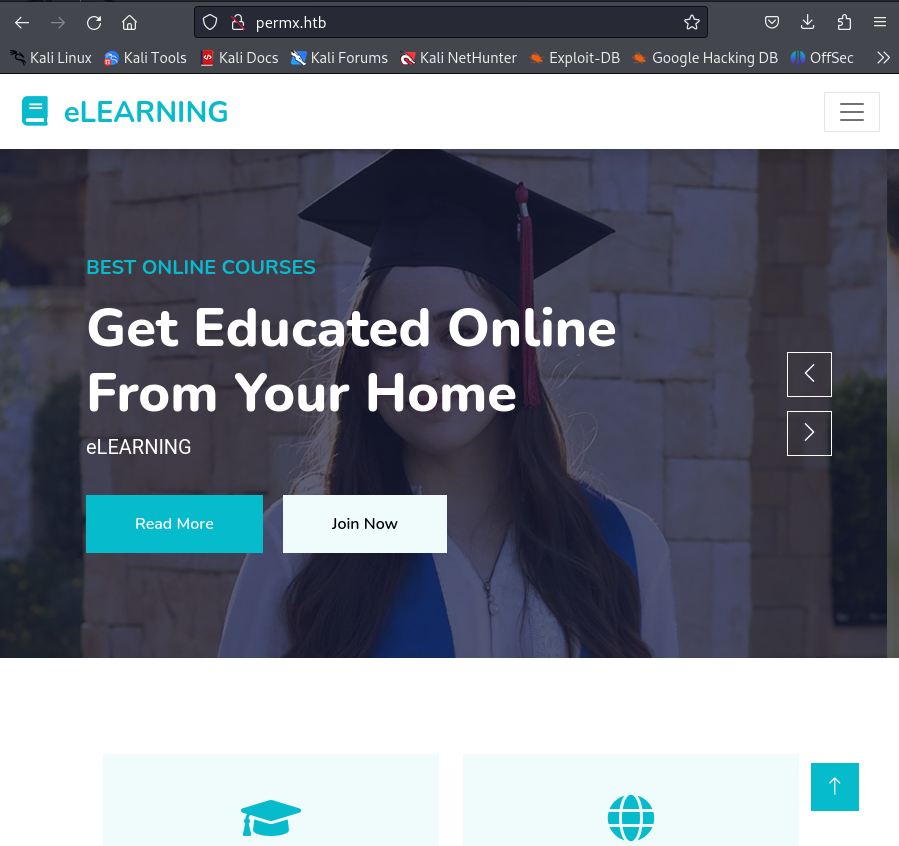 permx.htb
Kali Linux Kali Tools Kali Docs Kali Forums Kali NetHunter Exploit-DB Google Hacking DB OffSec
eLEARNING
BEST ONLINE COURSES
Get Educated Online
From Your Home
eLEARNING
Read More Join Now